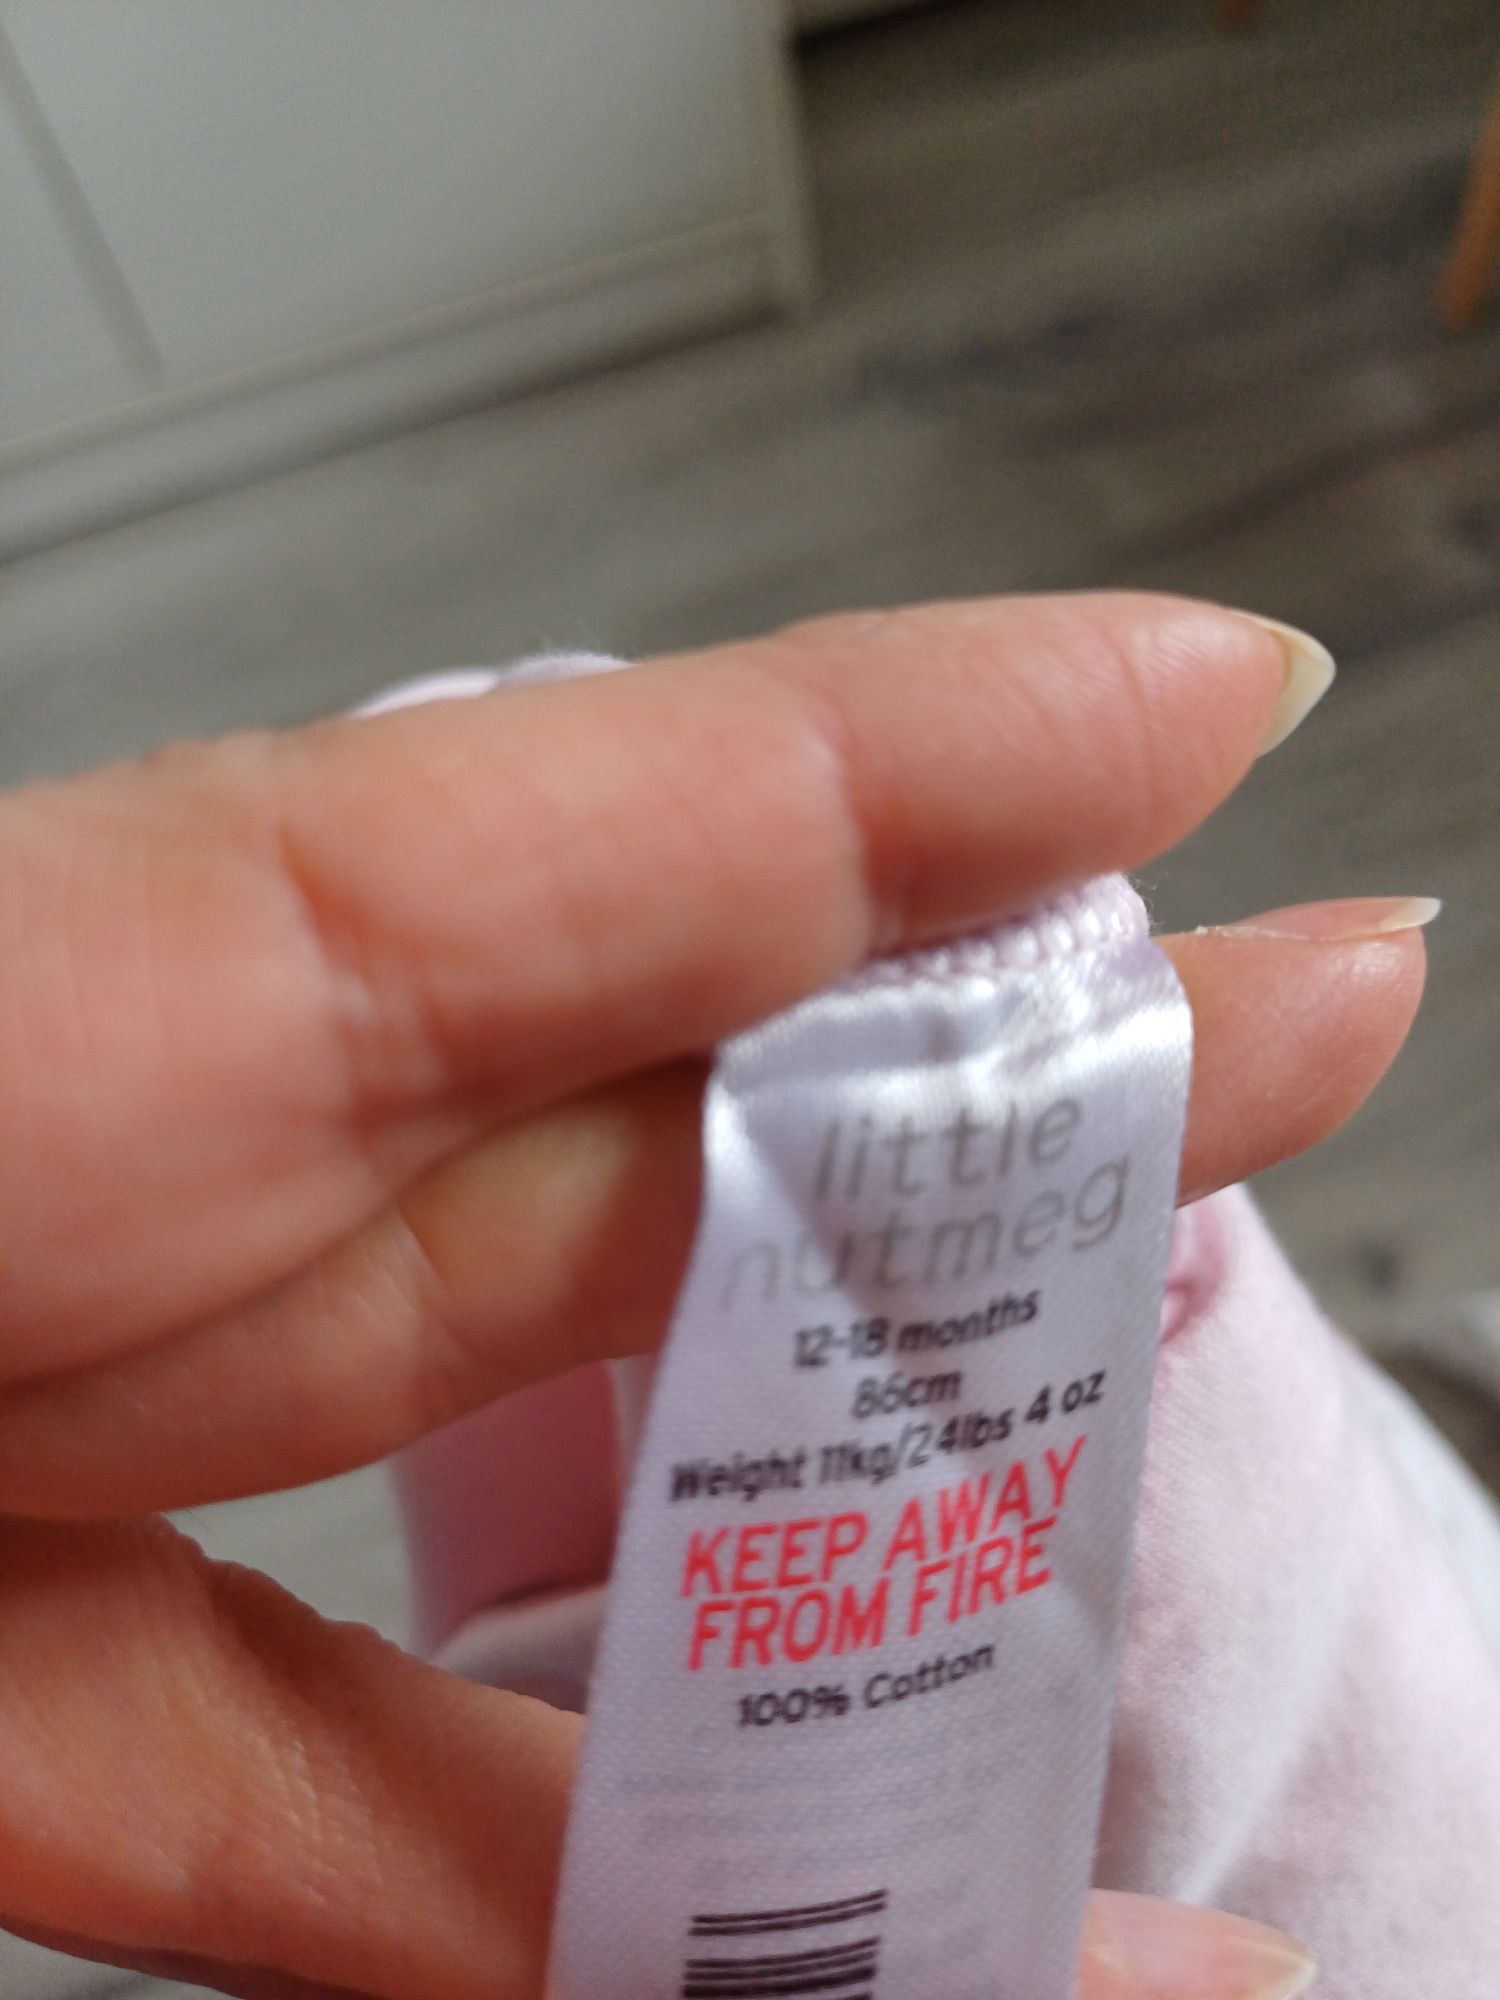 little
nutmeg
12-18 months
86cm
Weight 11kg/24lbs 4 oz
KEEP AWAY
FROM FIRE
100% Cotton